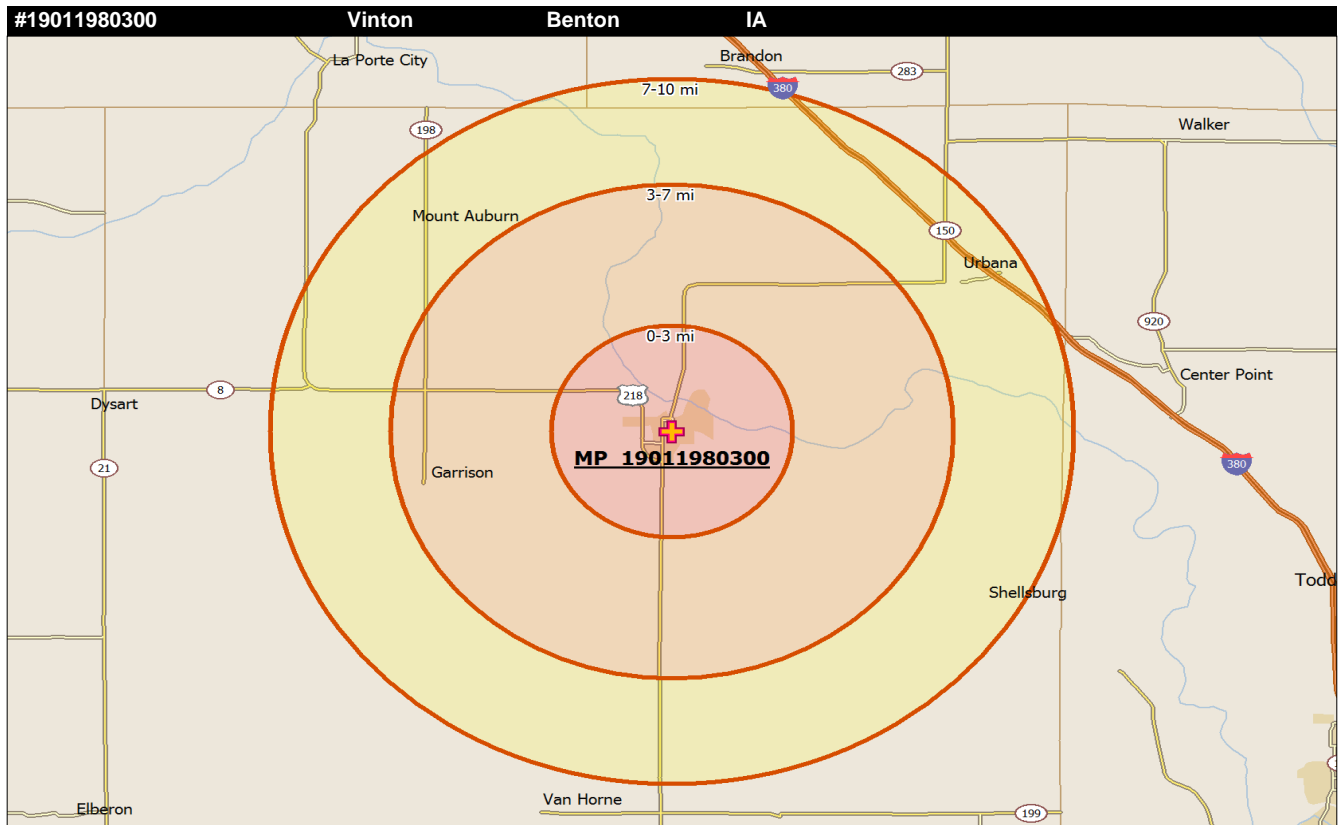 #19011980300 Vinton Benton IA
La Porte City
Brandon
283
7-10 mi
380
198
Walker
3-7 mi
Mount Auburn
150
Urbana
920
0-3 mi
Center Point
8
218
Dysart
MP 19011980300
21
Garrison
380
Todd
Shellsburg
Van Horne
Elberon
199